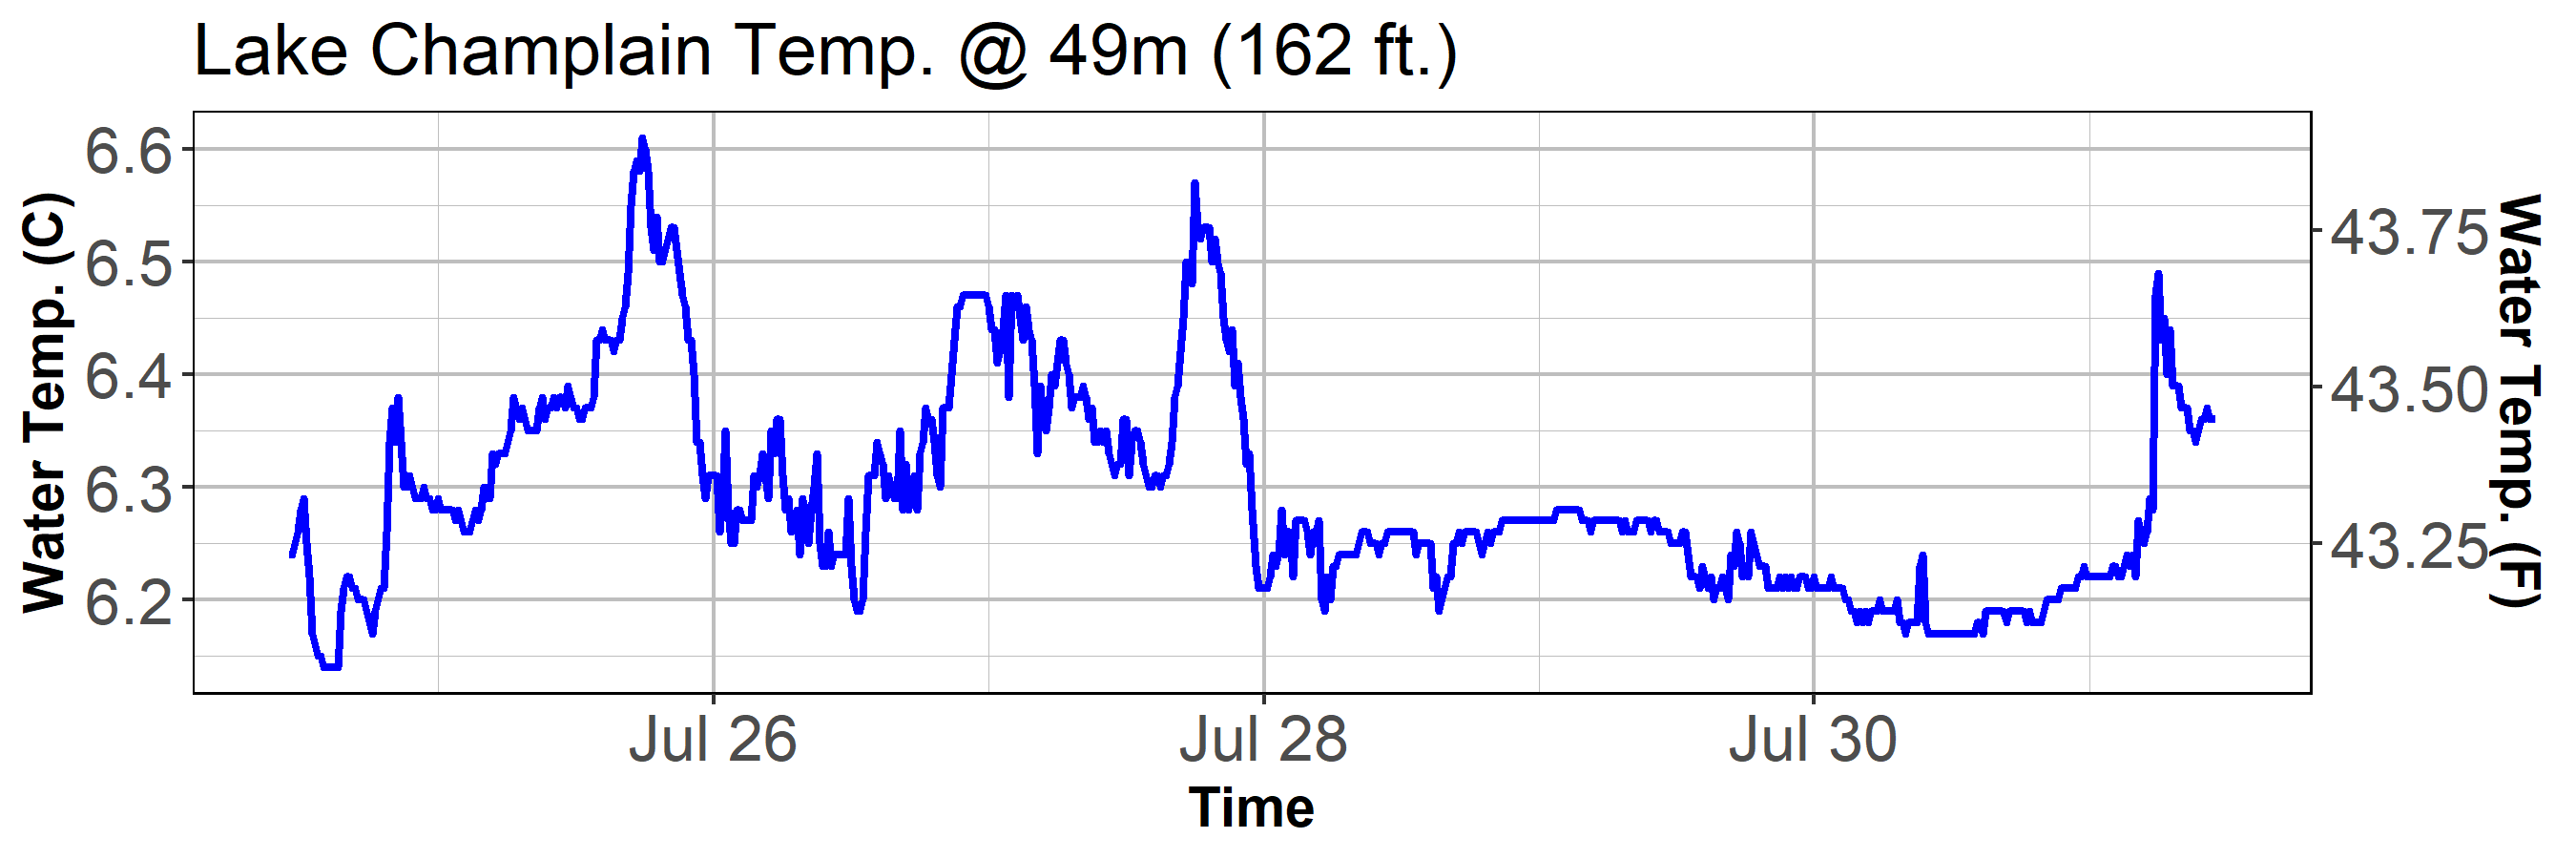 Lake Champlain Temp. @ 49m (162 ft.)
Water Temp. (C)
6.6
6.5
6.4
6.3
6.2
43.75
43.50
43.25
Water Temp. (F)
Jul 26
Jul 28
Jul 30
Time